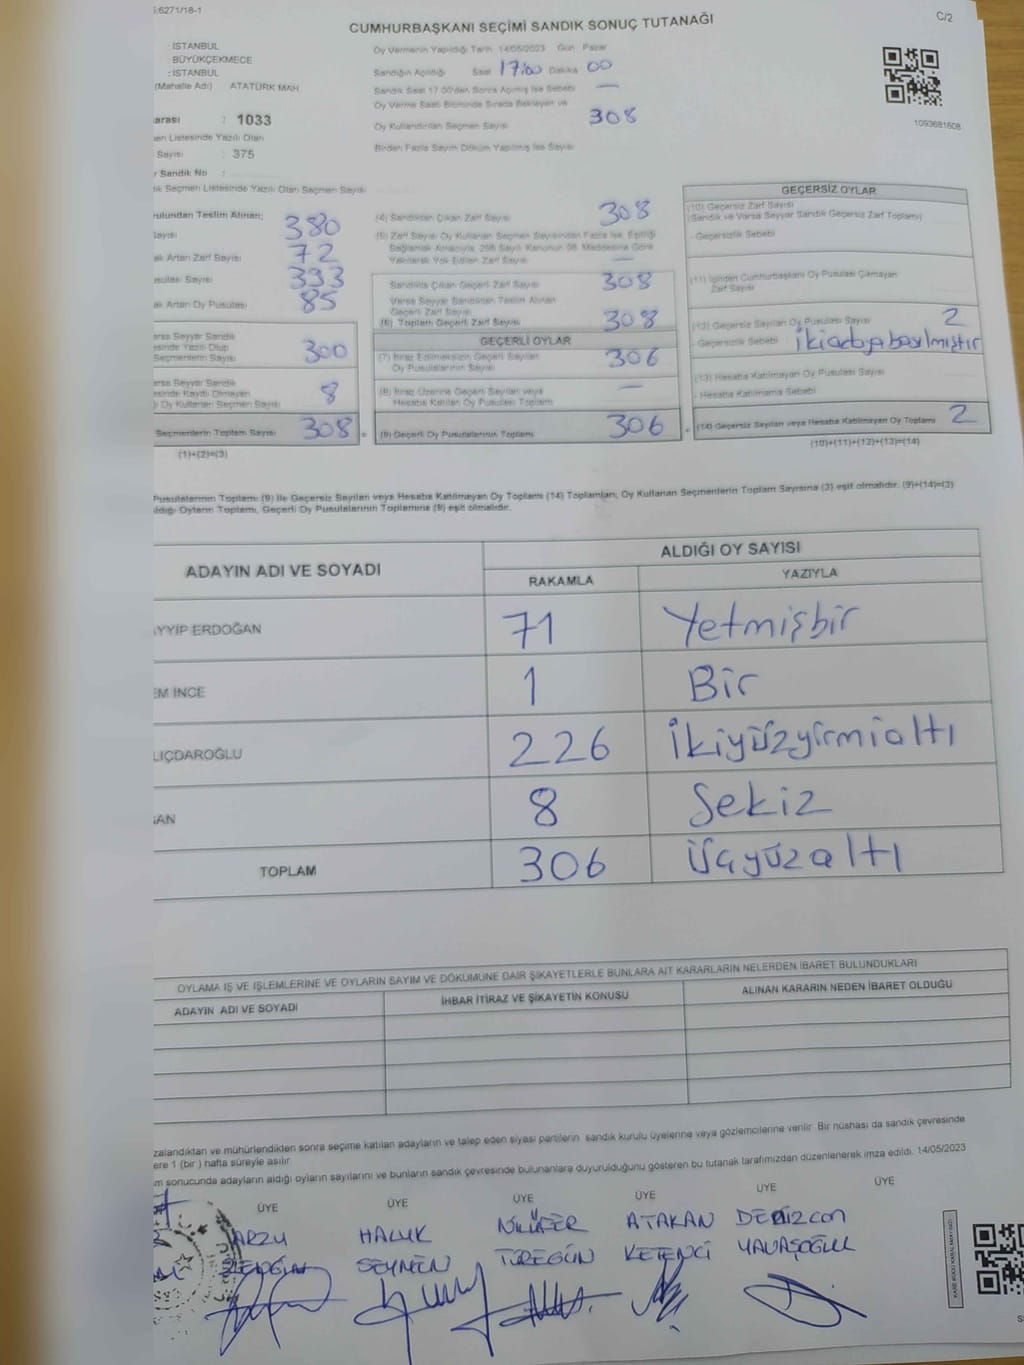 6271/18-1
C/2
CUMHURBAŞKANI SEÇİMİ SANDIK SONUÇ TUTANAĞI
: İSTANBUL
: BÜYÜKÇEKMECE
: İSTANBUL
(Mahalle Adı) ATATÜRK MAH
Oy Vermenin Yapıldığı Tarih 14/05/2023 Gün Pazar
Sandığın Açıldığı Saat 17:00 Dakika 00
Sandık Saat 17.00'den Sonra Açılmış İse Sebebi —
Oy Verme Saati Bitiminde Sırada Bekleyen ve
Oy Kullandırılan Seçmen Sayısı 308
Birden Fazla Sayım Döküm Yapılmış İse Sayısı
1093681608
arası : 1033
en Listesinde Yazılı Olan
Sayısı : 375
r Sandık No :
ık Seçmen Listesinde Yazılı Olan Seçmen Sayısı
rulundan Teslim Alınan;
ayısı 380
ak Artan Zarf Sayısı 72
usulası Sayısı 393
ak Artan Oy Pusulası 85
arsa Seyyar Sandık
esinde Yazılı Olup
Seçmenlerin Sayısı 300
arsa Seyyar Sandık
esinde Kayıtlı Olmayan
Oy Kullanan Seçmen Sayısı 8
Seçmenlerin Toplam Sayısı 308
(1)+(2)=(3)
(4) Sandıktan Çıkan Zarf Sayısı 308
(5) Zarf Sayısı Oy Kullanan Seçmen Sayısından Fazla İse, Eşitliği
Sağlamak Amacıyla 298 Sayılı Kanunun 98. Maddesine Göre
Yakılarak Yok Edilen Zarf Sayısı —
Sandıkta Çıkan Geçerli Zarf Sayısı 308
Varsa Seyyar Sandıktan Teslim Alınan
Geçerli Zarf Sayısı
(6) Toplam Geçerli Zarf Sayısı 308
GEÇERLİ OYLAR
(7) İtiraz Edilmeksizin Geçerli Sayılan
Oy Pusulalarının Sayısı 306
(8) İtiraz Üzerine Geçerli Sayılan veya
Hesaba Katılan Oy Pusulası Toplamı —
(9) Geçerli Oy Pusulalarının Toplamı 306
GEÇERSİZ OYLAR
(10) Geçersiz Zarf Sayısı
(Sandık ve Varsa Seyyar Sandık Geçersiz Zarf Toplamı)
- Geçersizlik Sebebi
(11) İçinden Cumhurbaşkanı Oy Pusulası Çıkmayan
Zarf Sayısı
(12) Geçersiz Sayılan Oy Pusulası Sayısı 2
- Geçersizlik Sebebi iki adaya basılmıştır
(13) Hesaba Katılmayan Oy Pusulası Sayısı
- Hesaba Katılmama Sebebi
(14) Geçersiz Sayılan veya Hesaba Katılmayan Oy Toplamı 2
(10)+(11)+(12)+(13)=(14)
Pusulalarının Toplamı (9) ile Geçersiz Sayılan veya Hesaba Katılmayan Oy Toplamı (14) Toplamları, Oy Kullanan Seçmenlerin Toplam Sayısına (3) eşit olmalıdır. (9)+(14)=(3)
ldığı Oyların Toplamı, Geçerli Oy Pusulalarının Toplamına (9) eşit olmalıdır.
ADAYIN ADI VE SOYADI
ALDIĞI OY SAYISI
RAKAMLA YAZIYLA
AYYİP ERDOĞAN 71 Yetmişbir
EM İNCE 1 Bir
LIÇDAROĞLU 226 İkiyüzyirmialtı
ĞAN 8 Sekiz
TOPLAM 306 Üçyüzaltı
OYLAMA İŞ VE İŞLEMLERİNE VE OYLARIN SAYIM VE DÖKÜMÜNE DAİR ŞİKAYETLERLE BUNLARA AİT KARARLARIN NELERDEN İBARET BULUNDUKLARI
ADAYIN ADI VE SOYADI İHBAR İTİRAZ VE ŞİKAYETİN KONUSU ALINAN KARARIN NEDEN İBARET OLDUĞU
zalandıktan ve mühürlendikten sonra seçime katılan adayların ve talep eden siyasi partilerin sandık kurulu üyelerine veya gözlemcilerine verilir. Bir nüshası da sandık çevresinde
ere 1 (bir) hafta süreyle asılır.
m sonucunda adayların aldığı oyların sayılarını ve bunların sandık çevresinde bulunanlara duyurulduğunu gösteren bu tutanak tarafımızdan düzenlenerek imza edildi. 14/05/2023
ÜYE ÜYE ÜYE ÜYE ÜYE ÜYE
ARZU HALUK NİLÜFER ATAKAN DENİZCAN
SEYMEN TÜREGÜN KETENCİ YAVAŞOĞLU